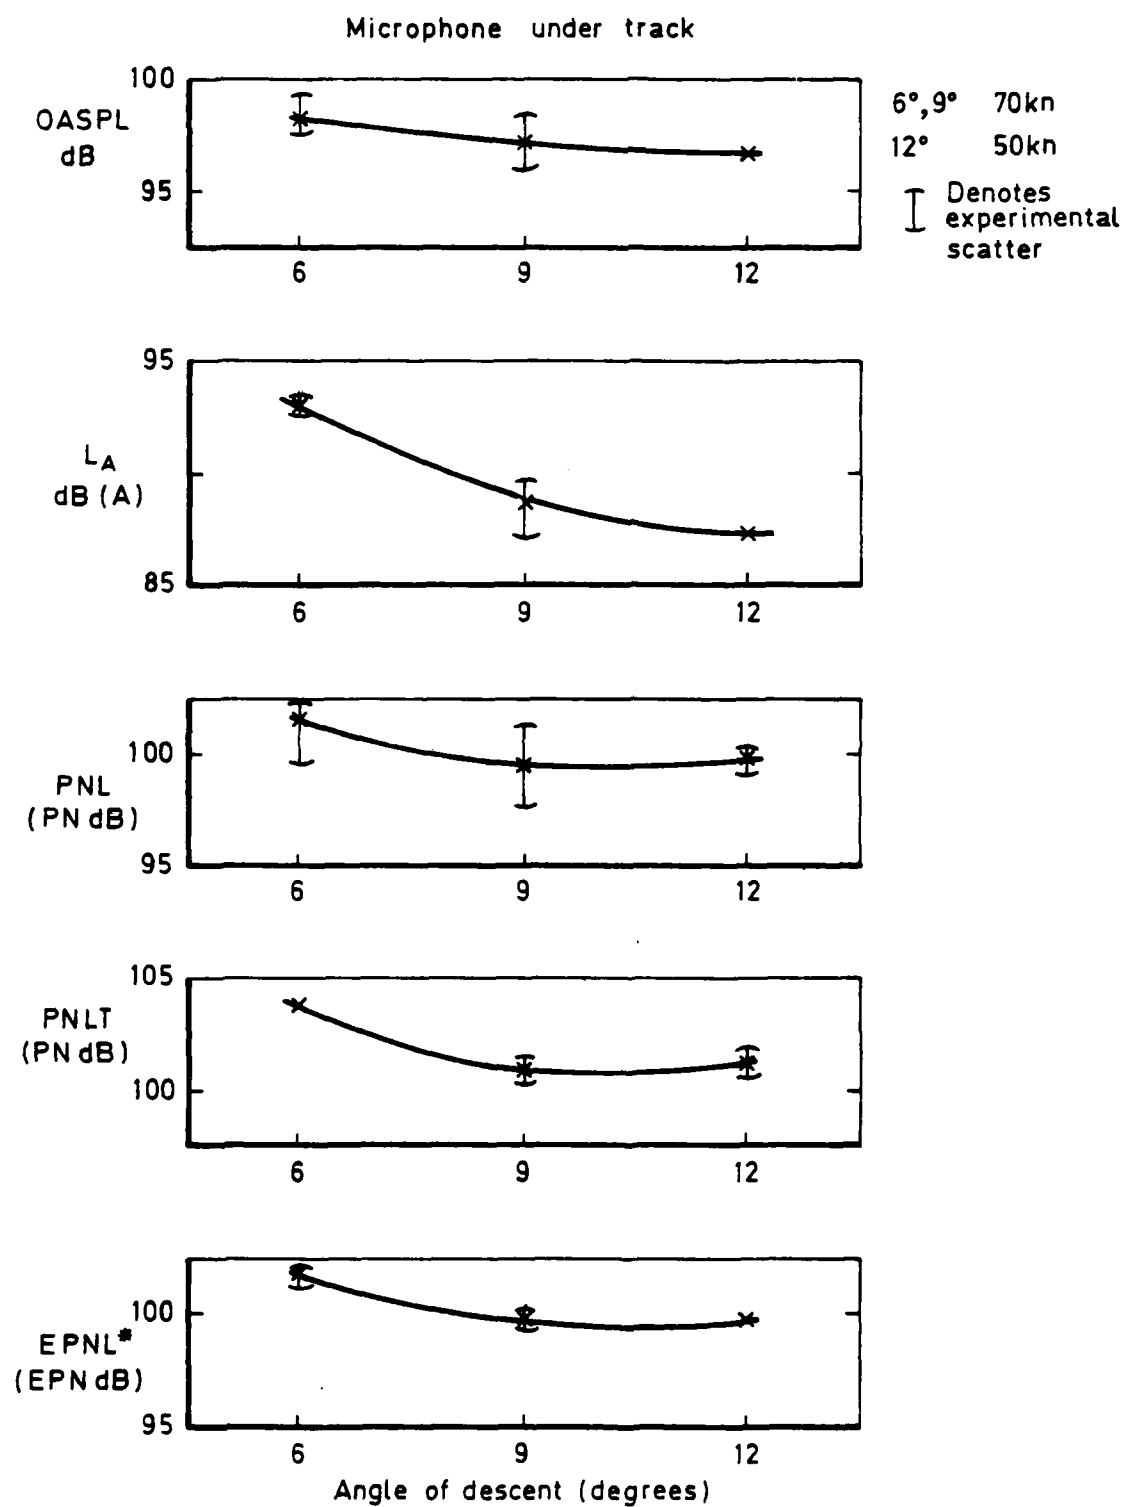 Microphone under track
100
OASPL
dB
95
6 9 12
6°,9° 70kn
12° 50kn
Denotes
experimental
scatter
95
LA
dB (A)
85
6 9 12
100
PNL
(PN dB)
95
6 9 12
105
PNLT
(PN dB)
100
6 9 12
100
EPNL*
(EPN dB)
95
6 9 12
Angle of descent (degrees)